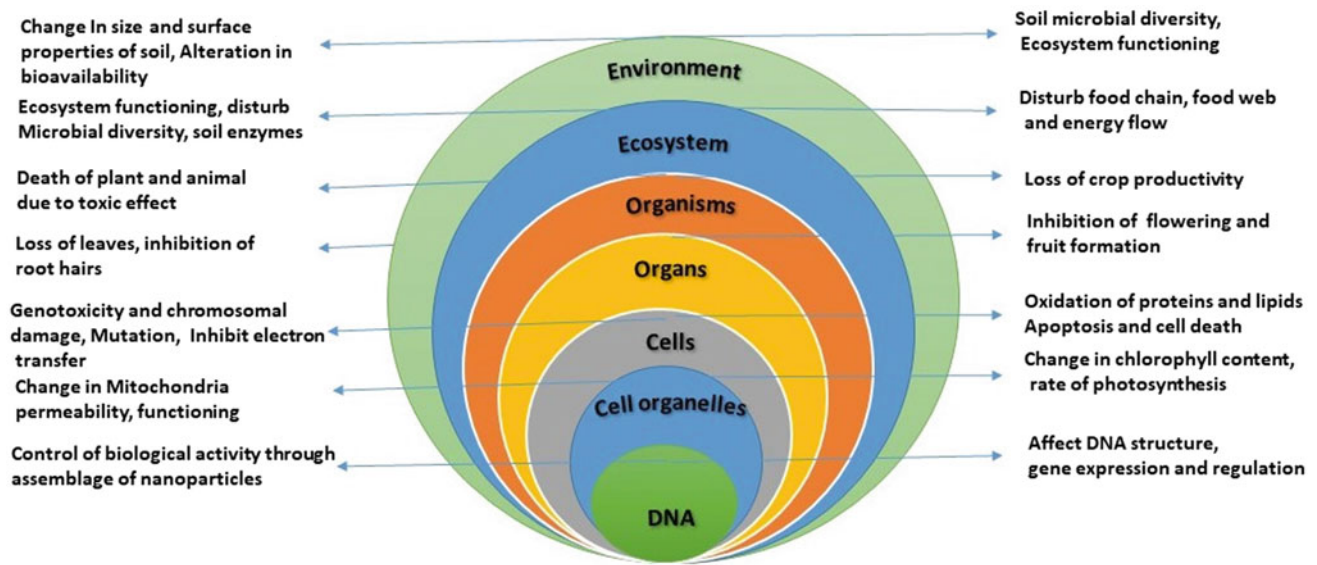 Change In size and surface
properties of soil, Alteration in
bioavailability
Soil microbial diversity,
Ecosystem functioning
Environment
Ecosystem functioning, disturb
Microbial diversity, soil enzymes
Disturb food chain, food web
and energy flow
Ecosystem
Death of plant and animal
due to toxic effect
Loss of crop productivity
Organisms
Loss of leaves, inhibition of
root hairs
Inhibition of flowering and
fruit formation
Organs
Genotoxicity and chromosomal
damage, Mutation, Inhibit electron
transfer
Oxidation of proteins and lipids
Apoptosis and cell death
Cells
Change in Mitochondria
permeability, functioning
Change in chlorophyll content,
rate of photosynthesis
Cell organelles
Control of biological activity through
assemblage of nanoparticles
Affect DNA structure,
gene expression and regulation
DNA